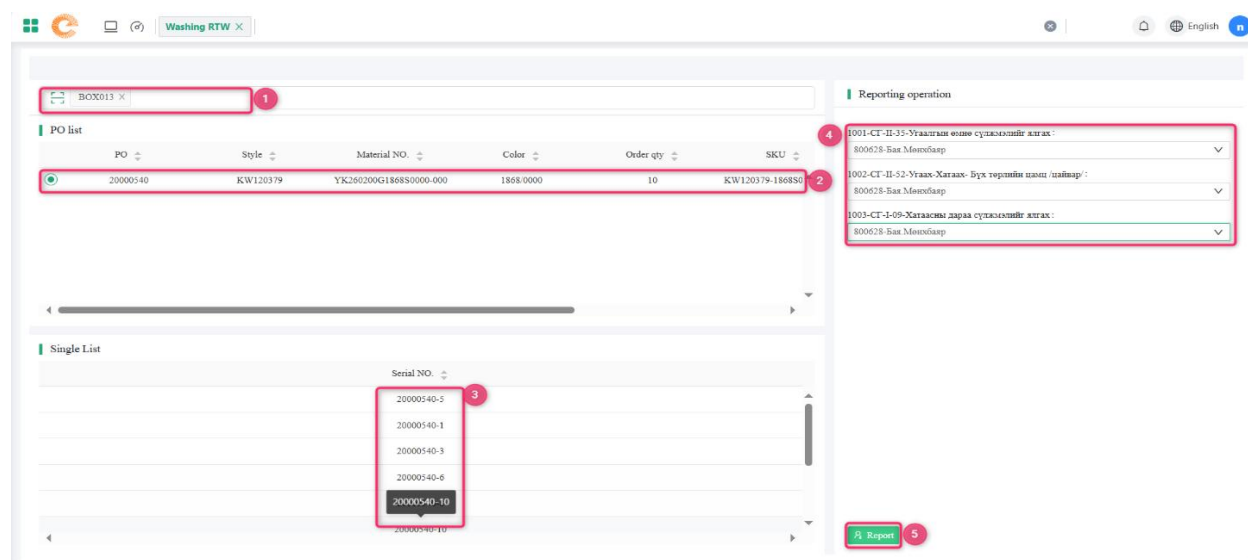 Washing RTW
English
n
BOX013
1
PO list
PO Style Material NO. Color Order qty SKU
20000540 KW120379 YK260200G1868S0000-000 1868/0000 10 KW120379-1868S0
2
Single List
Serial NO.
20000540-5
3
20000540-1
20000540-3
20000540-6
20000540-10
20000540-10
Reporting operation
4
1001-СГ-II-35-Угаалгын өмнө сүлжмэлийг ялгах :
800628-Бая.Мөнхбаяр
1002-СГ-II-52-Угаах-Хатаах- Бүх төрлийн цамц /цайвар/ :
800628-Бая.Мөнхбаяр
1003-СГ-I-09-Хатаасны дараа сүлжмэлийг ялгах :
800628-Бая.Мөнхбаяр
Report
5